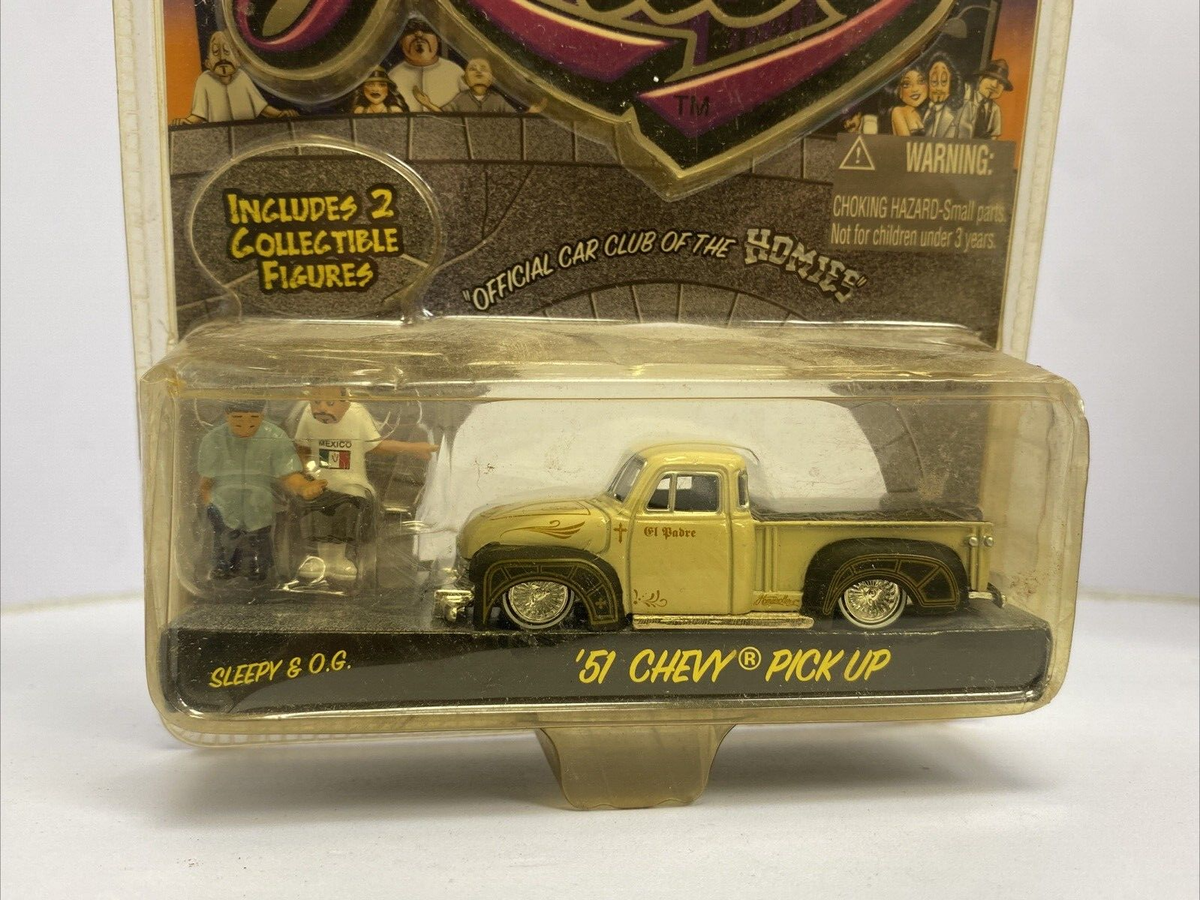 TM
WARNING:
CHOKING HAZARD-Small parts.
Not for children under 3 years.
INCLUDES 2
COLLECTIBLE
FIGURES
"OFFICIAL CAR CLUB OF THE HOMIES"
MEXICO
El Padre
SLEEPY & O.G.
'51 CHEVY® PICK UP